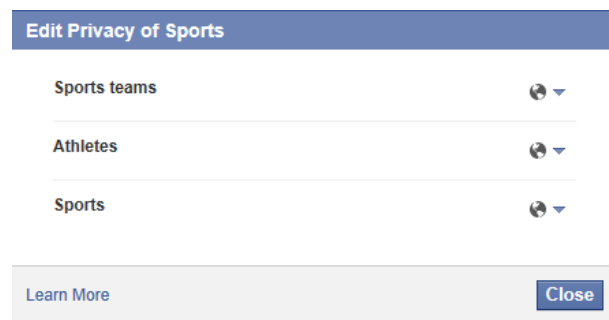 Edit Privacy of Sports
Sports teams
Athletes
Sports
Learn More
Close